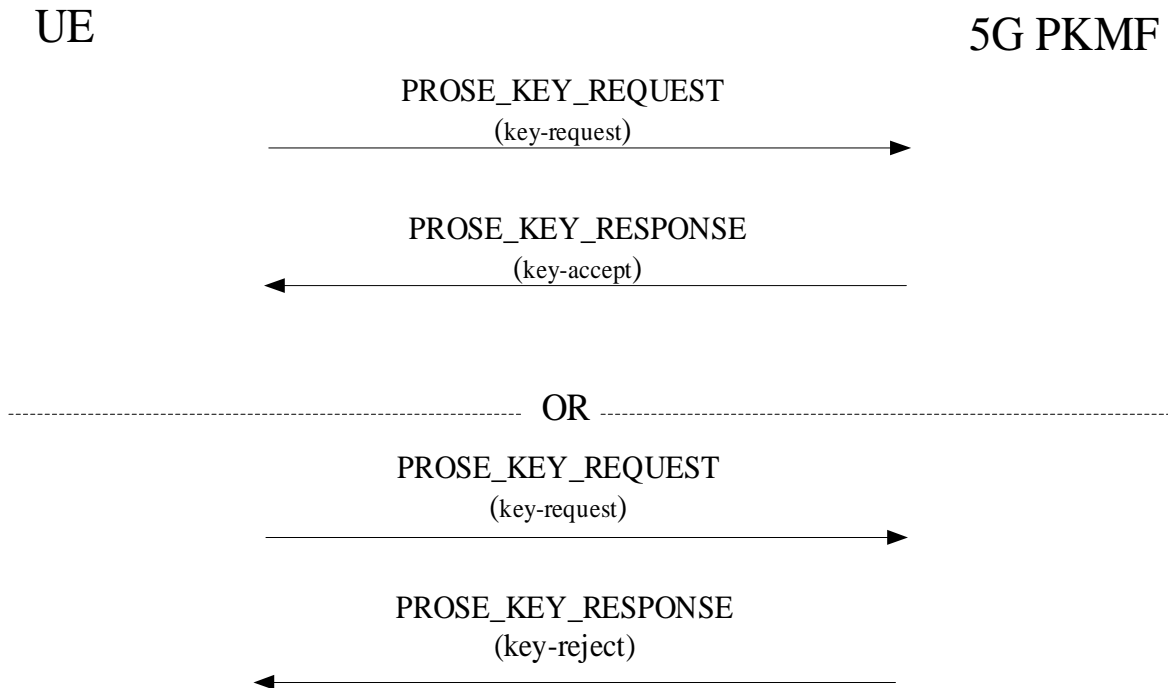 UE
5G PKMF
PROSE_KEY_REQUEST
(key-request)
PROSE_KEY_RESPONSE
(key-accept)
OR
PROSE_KEY_REQUEST
(key-request)
PROSE_KEY_RESPONSE
(key-reject)